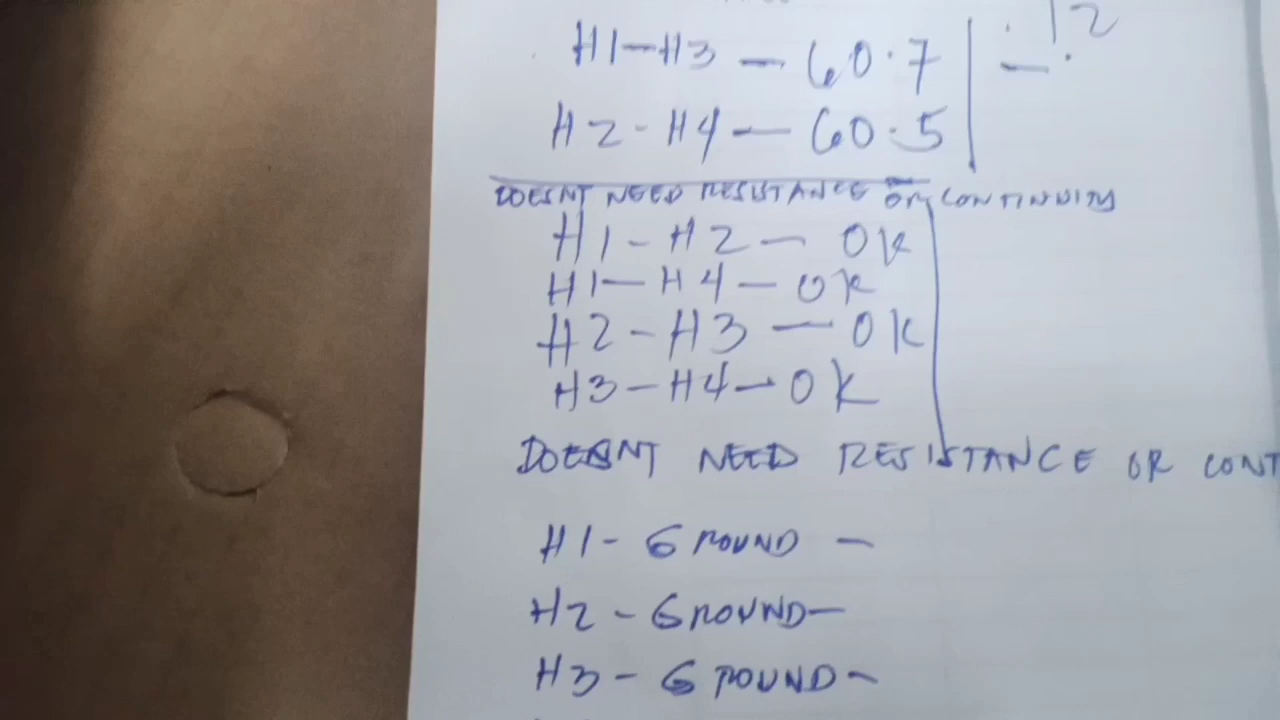 H1-H3 - 60.7
H2-H4 - 60.5
DOESNT NEED RESISTANCE OR CONTINUITY
H1-H2 - OK
H1-H4 - OK
H2-H3 - OK
H3-H4 - OK
DOESNT NEED RESISTANCE OR CONT
H1- GROUND -
H2 - GROUND-
H3 - GROUND-